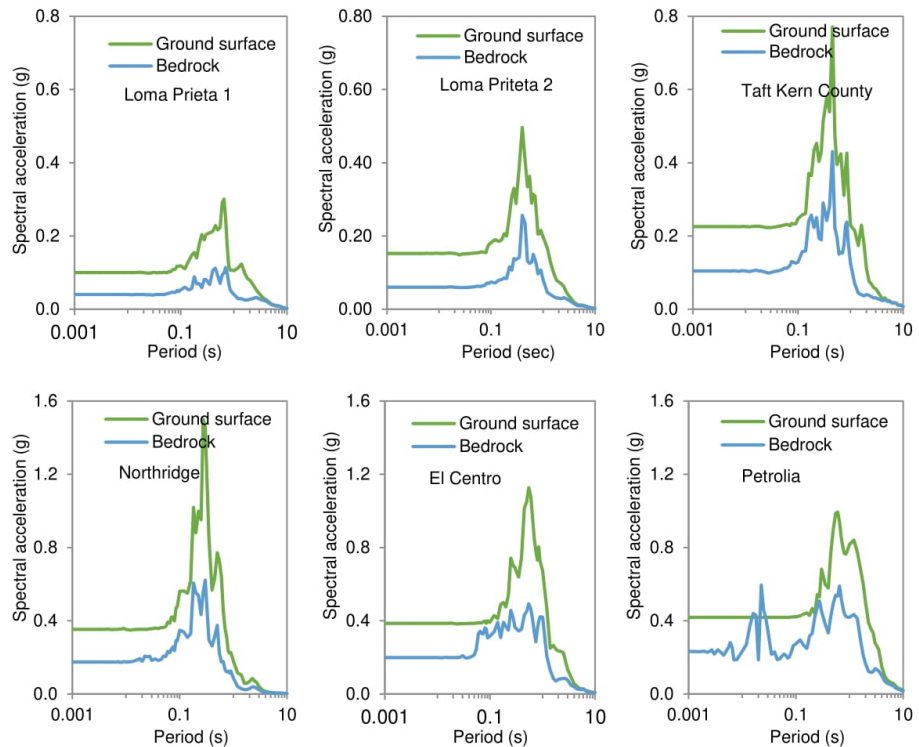 0.8
0.6
0.4
0.2
0.0
Spectral acceleration (g)
Ground surface
Bedrock
Loma Prieta 1
0.001 0.1 10
Period (s)
0.80
0.60
0.40
0.20
0.00
Spectral acceleration (g)
Ground surface
Bedrock
Loma Priteta 2
0.001 0.1 10
Period (sec)
0.8
0.6
0.4
0.2
0.0
Spectral acceleration (g)
Ground surface
Bedrock
Taft Kern County
0.001 0.1 10
Period (s)
1.6
1.2
0.8
0.4
0.0
Spectral acceleration (g)
Ground surface
Bedrock
Northridge
0.001 0.1 10
Period (s)
1.6
1.2
0.8
0.4
0.0
Spectral acceleration (g)
Ground surface
Bedrock
El Centro
0.001 0.1 10
Period (s)
1.6
1.2
0.8
0.4
0.0
Spectral acceleration (g)
Ground surface
Bedrock
Petrolia
0.001 0.1 10
Period (s)